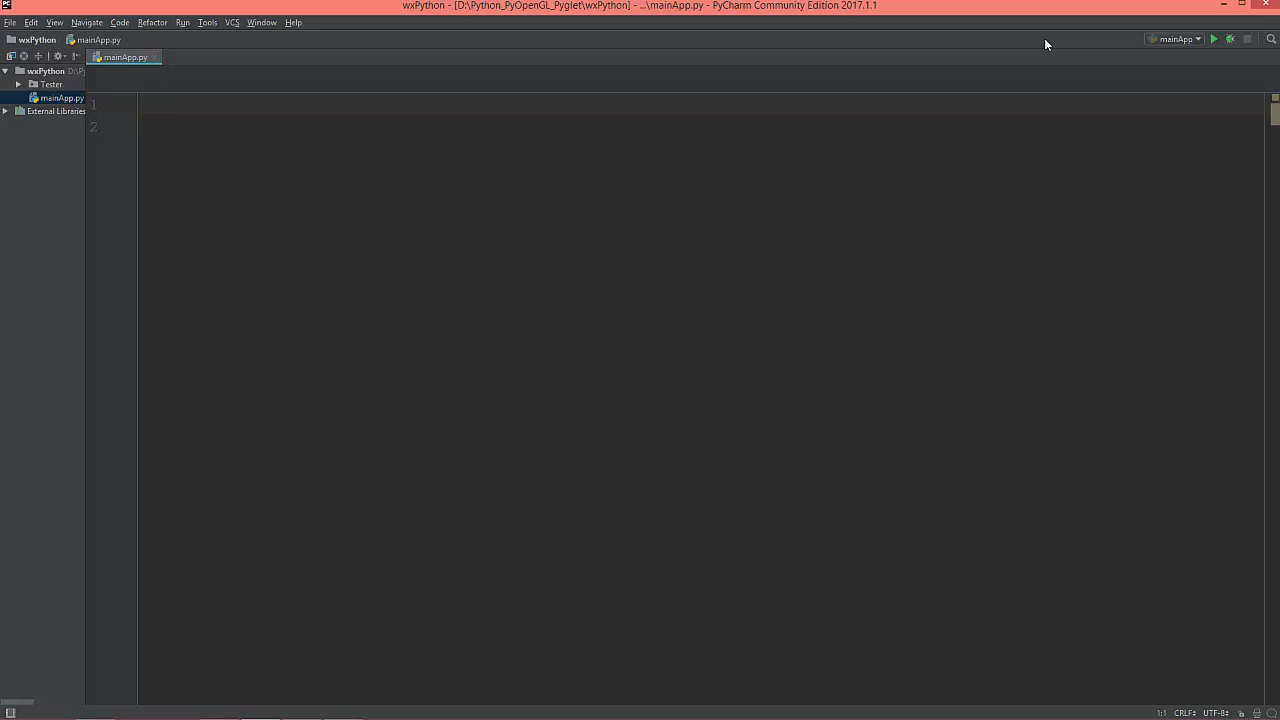 wxPython - [D:\Python_PyOpenGL_Pyglet\wxPython] - ...\mainApp.py - PyCharm Community Edition 2017.1.1
File Edit View Navigate Code Refactor Run Tools VCS Window Help
wxPython mainApp.py mainApp
mainApp.py
wxPython D:\P
Tester
mainApp.py
External Libraries
1
2
1:1 CRLF÷ UTF-8÷